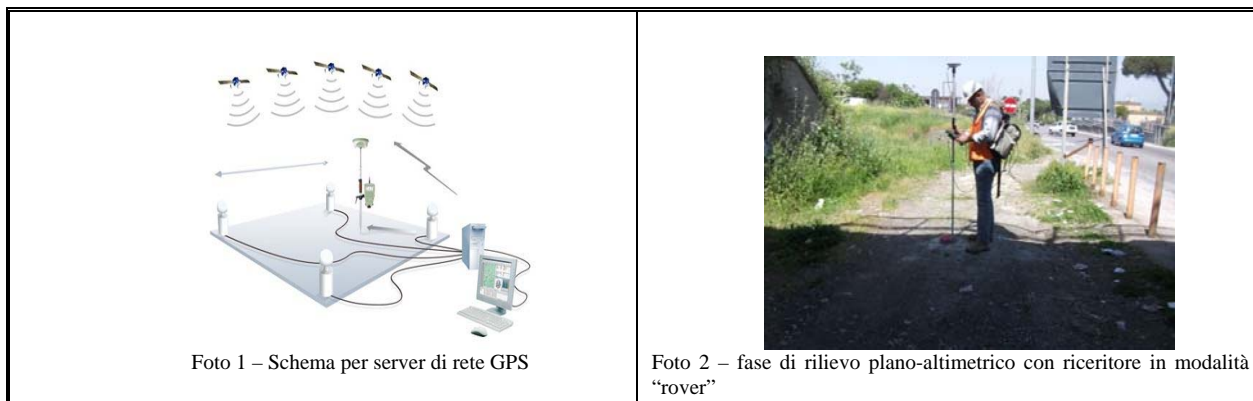 Foto 1 – Schema per server di rete GPS
Foto 2 – fase di rilievo plano-altimetrico con riceritore in modalità
“rover”